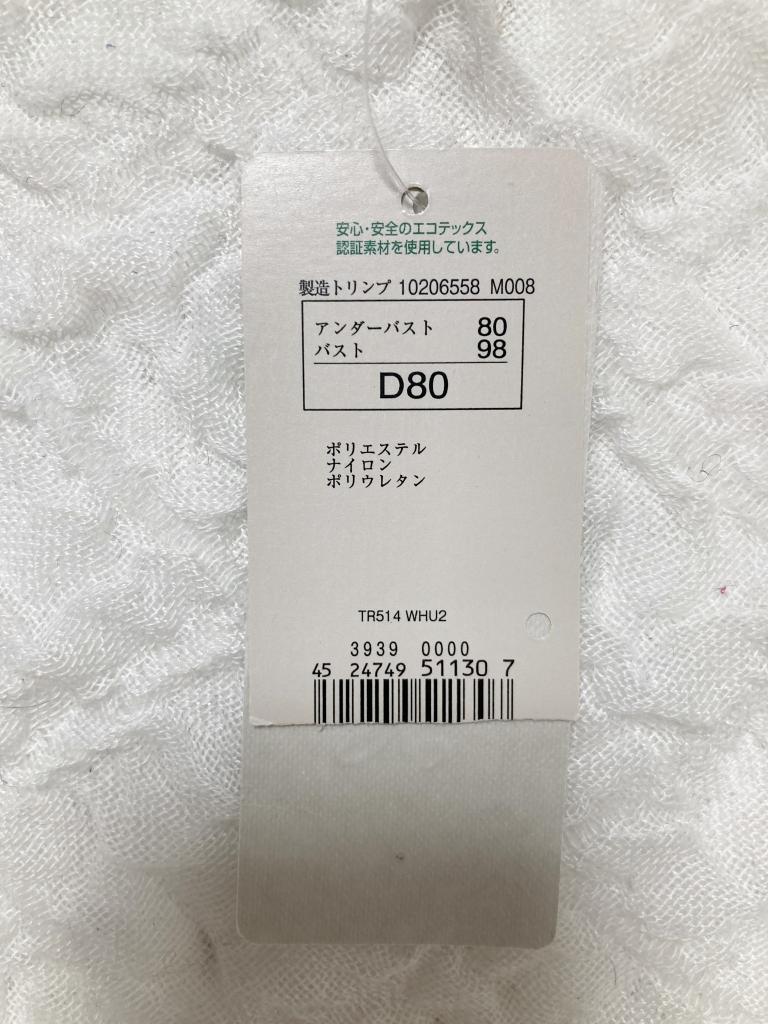 安心・安全のエコテックス
認証素材を使用しています。
製造トリンプ 10206558 M008
アンダーバスト 80
バスト 98
D80
ポリエステル
ナイロン
ポリウレタン
TR514 WHU2
3939 0000
45 24749 51130 7